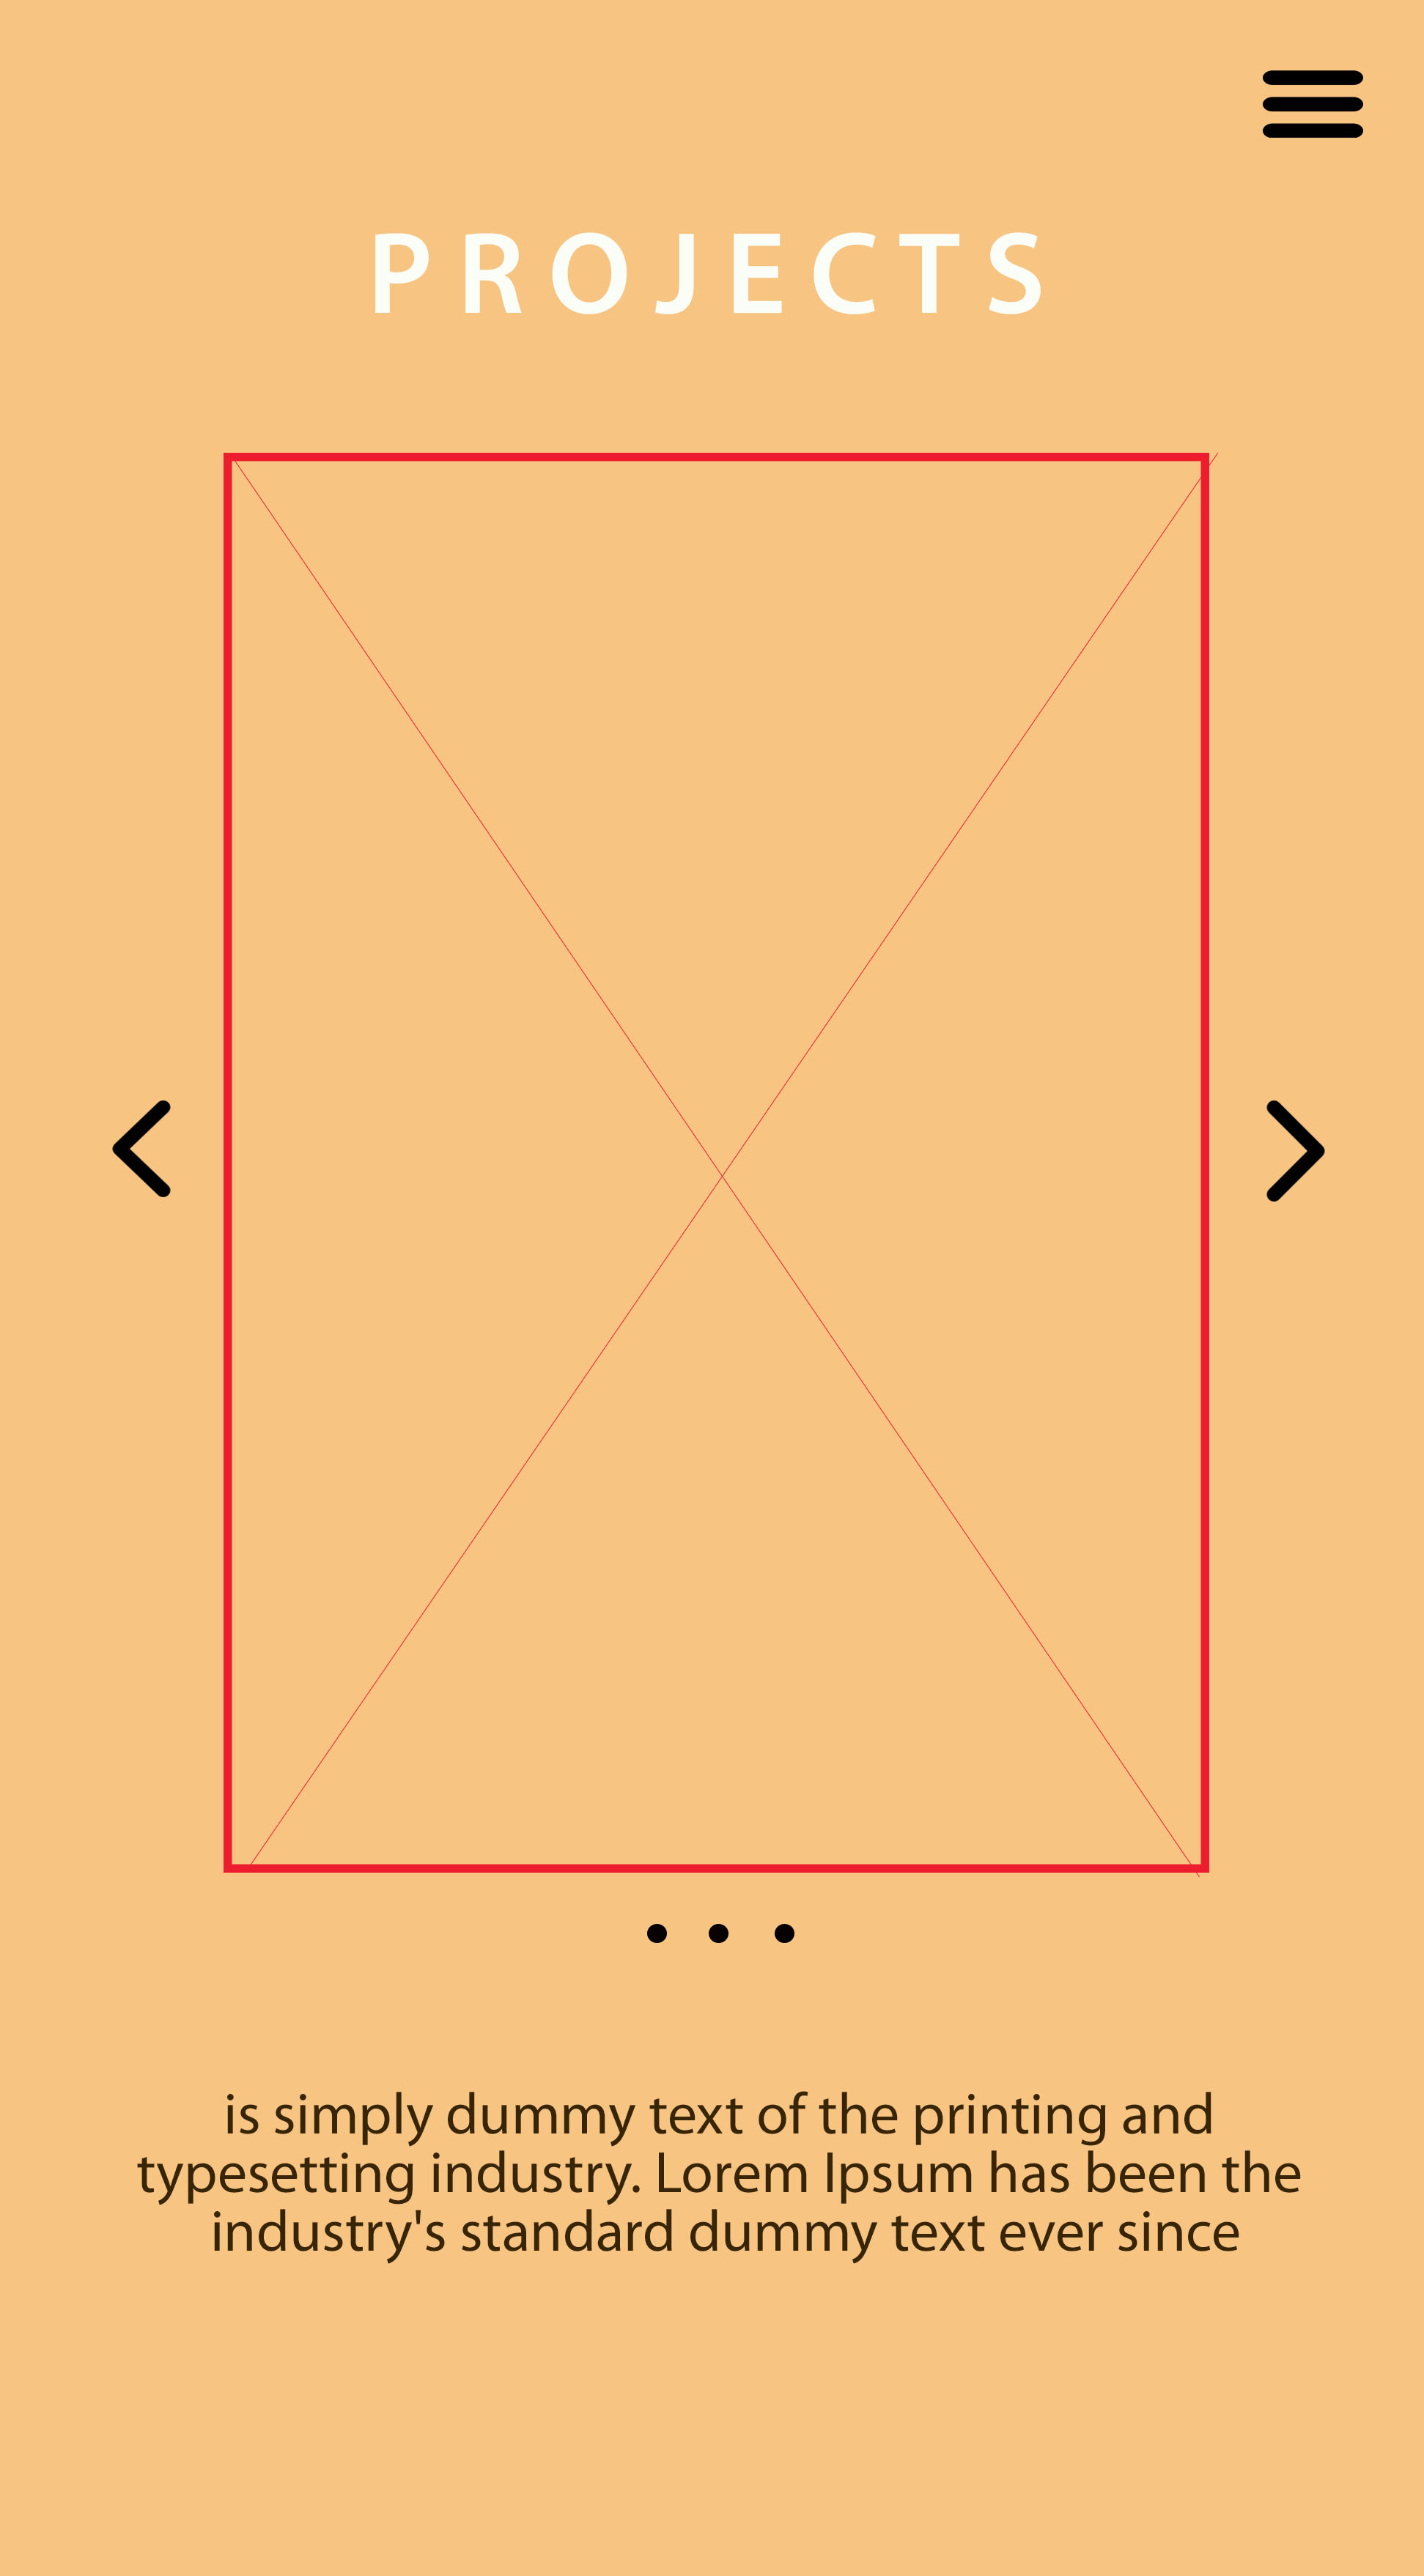 PROJECTS
is simply dummy text of the printing and
typesetting industry. Lorem Ipsum has been the
industry's standard dummy text ever since